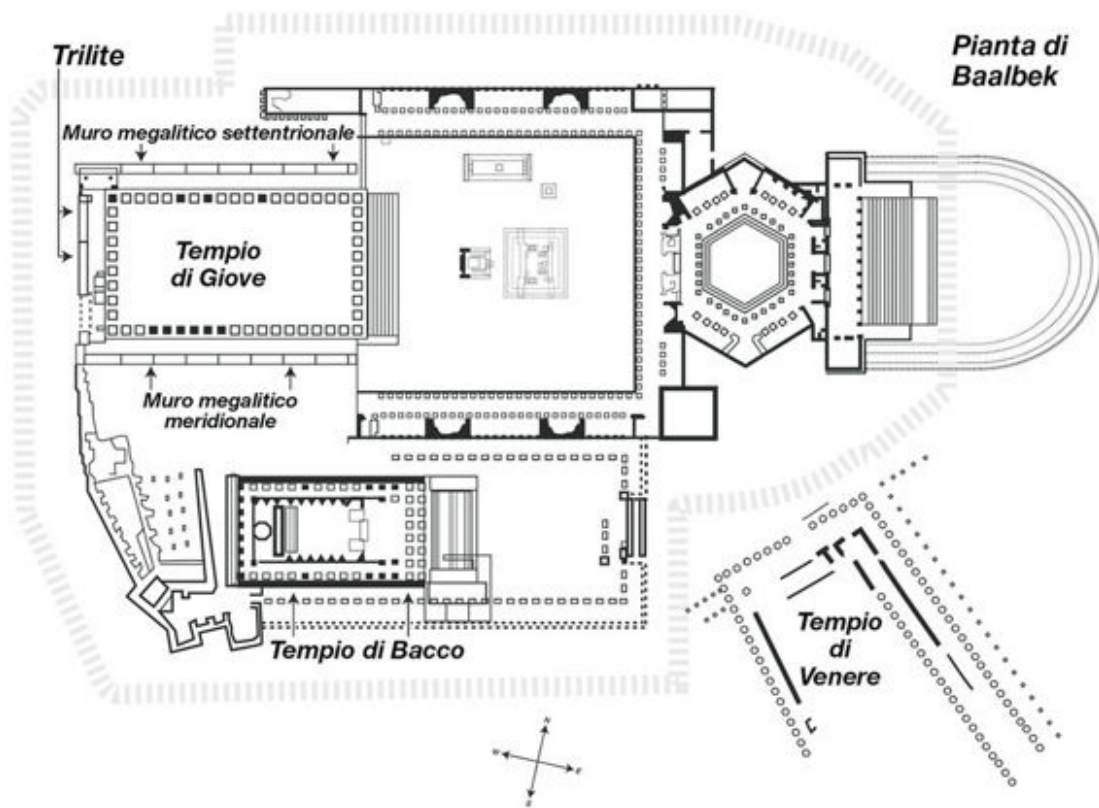 Trilite
Pianta di
Baalbek
Muro megalitico settentrionale
Tempio
di Giove
Muro megalitico
meridionale
Tempio di Bacco
Tempio
di
Venere
N
W
E
S